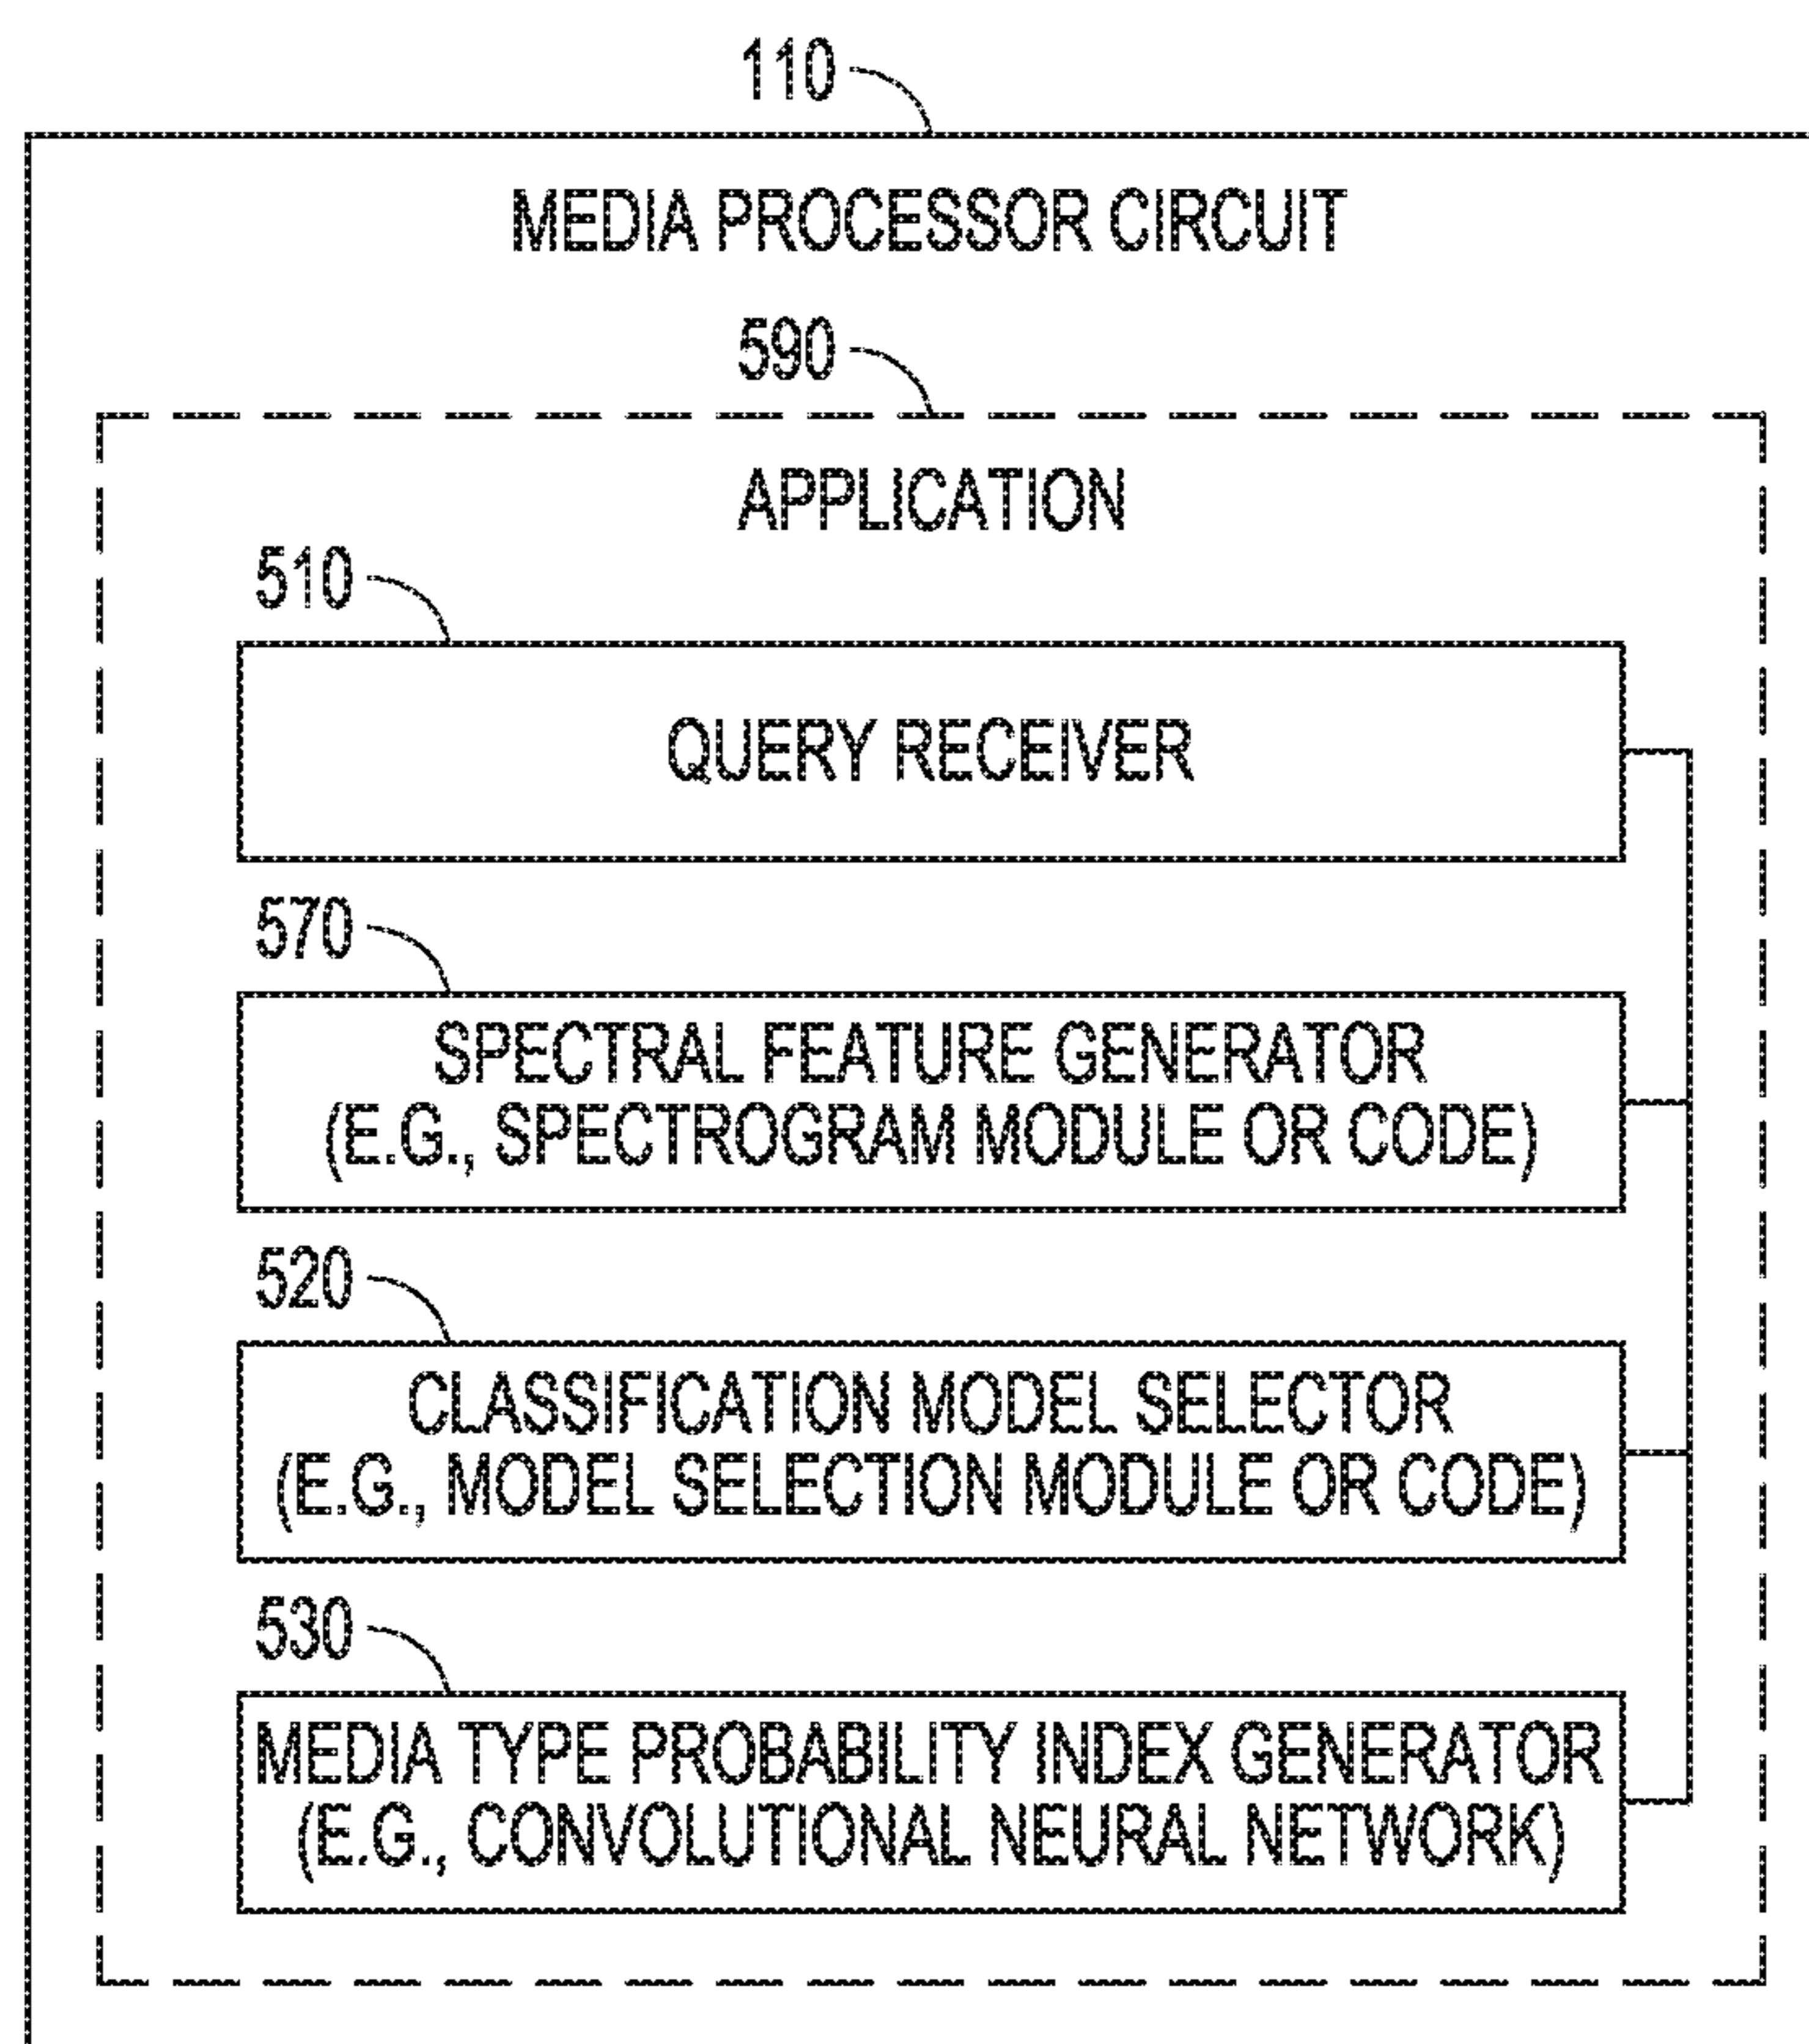 110
MEDIA PROCESSOR CIRCUIT
590
APPLICATION
510
QUERY RECEIVER
570
SPECTRAL FEATURE GENERATOR
(E.G., SPECTROGRAM MODULE OR CODE)
520
CLASSIFICATION MODEL SELECTOR
(E.G., MODEL SELECTION MODULE OR CODE)
530
MEDIA TYPE PROBABILITY INDEX GENERATOR
(E.G., CONVOLUTIONAL NEURAL NETWORK)